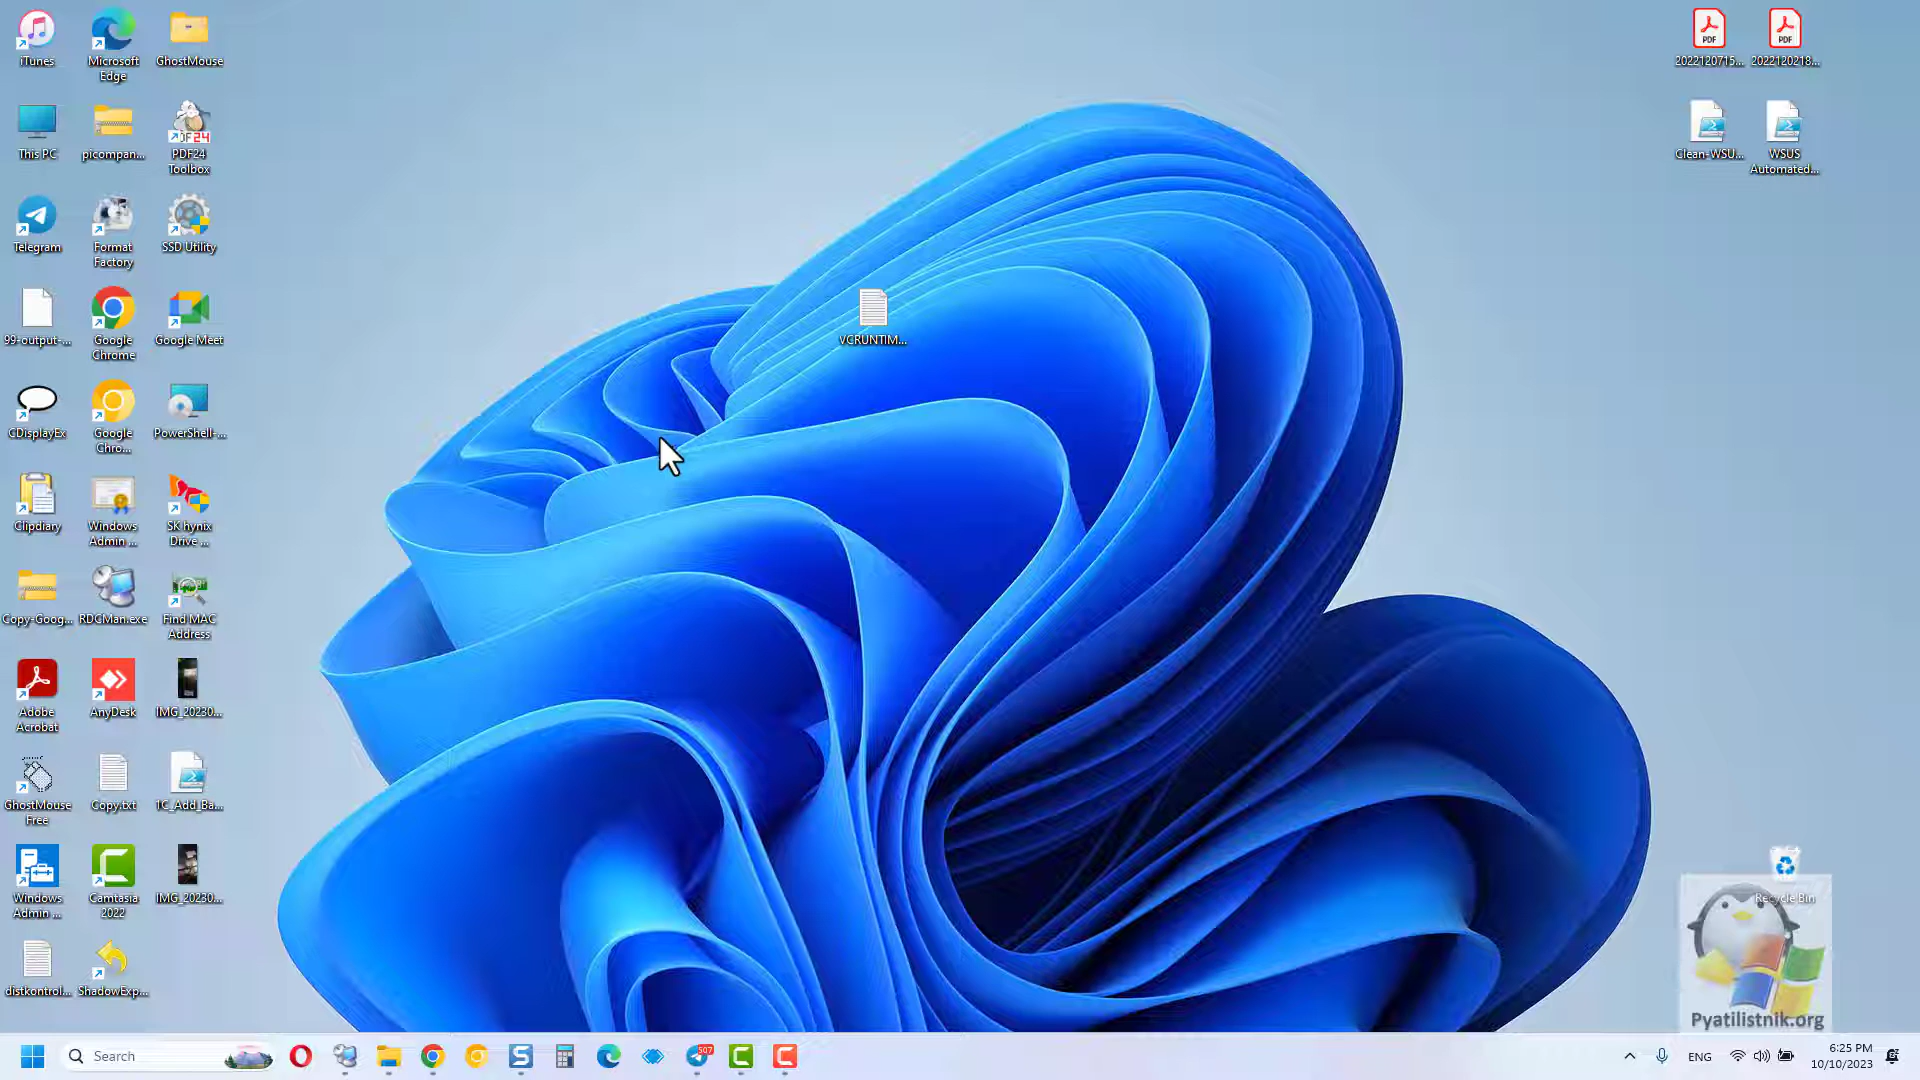 iTunes
Microsoft
Edge
GhostMouse
This PC
picompan...
PDF24
Toolbox
Telegram
Format
Factory
SSD Utility
99-output-...
Google
Chrome
Google Meet
CDisplayEx
Google
Chro...
PowerShell-...
Clipdiary
Windows
Admin ...
SK hynix
Drive ...
Copy-Goog...
RDCMan.exe
Find MAC
Address
Adobe
Acrobat
AnyDesk
IMG_20230...
GhostMouse
Free
Copy.txt
1C_Add_Ba...
Windows
Admin ...
Camtasia
2022
IMG_20230...
distkontrol...
ShadowExp...
VCRUNTIM...
PDF
2022120715...
PDF
2022120218...
Clean-WSU...
WSUS
Automated...
Recycle Bin
Pyatilistnik.org
Search
507
ENG
6:25 PM
10/10/2023